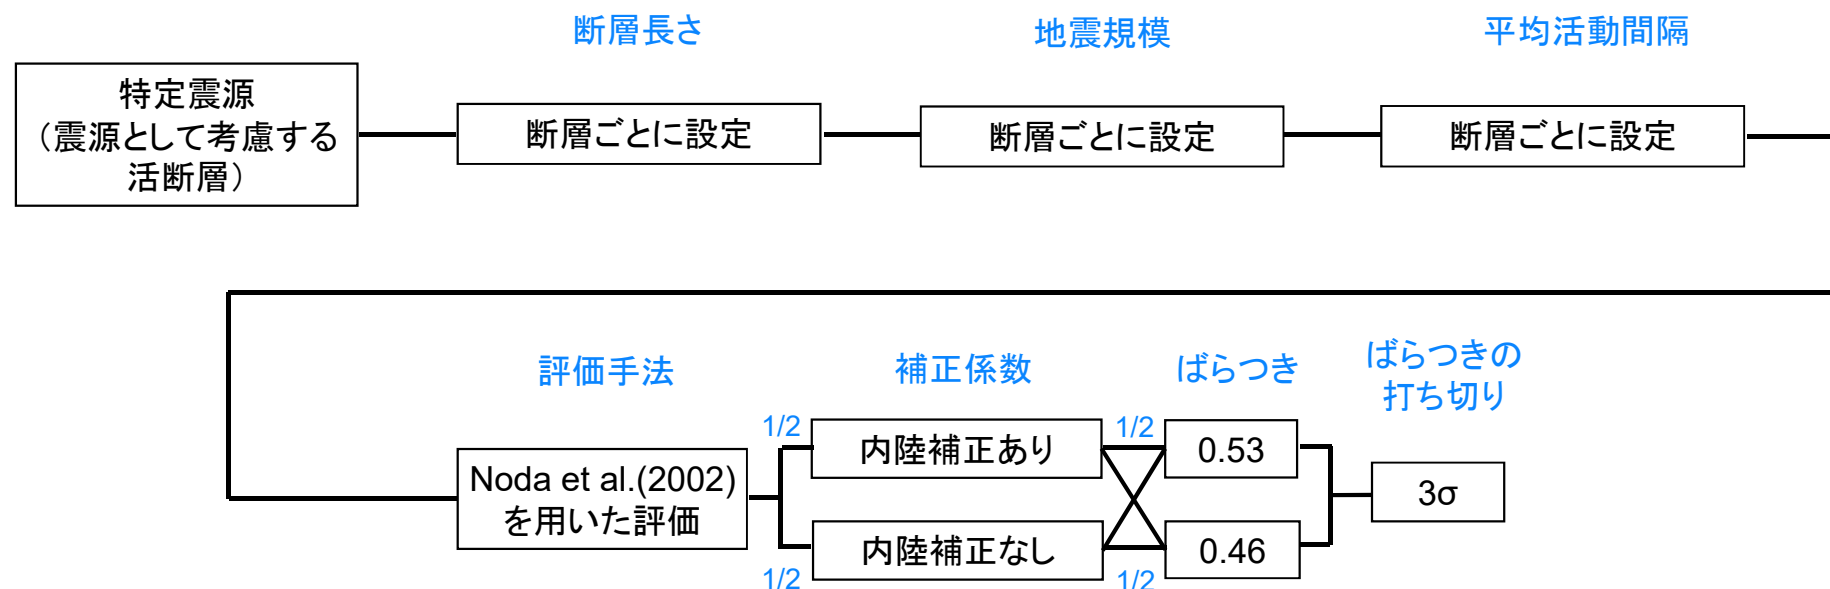 断層長さ
地震規模
平均活動間隔
特定震源
（震源として考慮する
活断層）
断層ごとに設定
断層ごとに設定
断層ごとに設定
評価手法
補正係数
ばらつき
ばらつきの
打ち切り
Noda et al.(2002)
を用いた評価
1/2
内陸補正あり
1/2
0.53
3σ
1/2
内陸補正なし
1/2
0.46